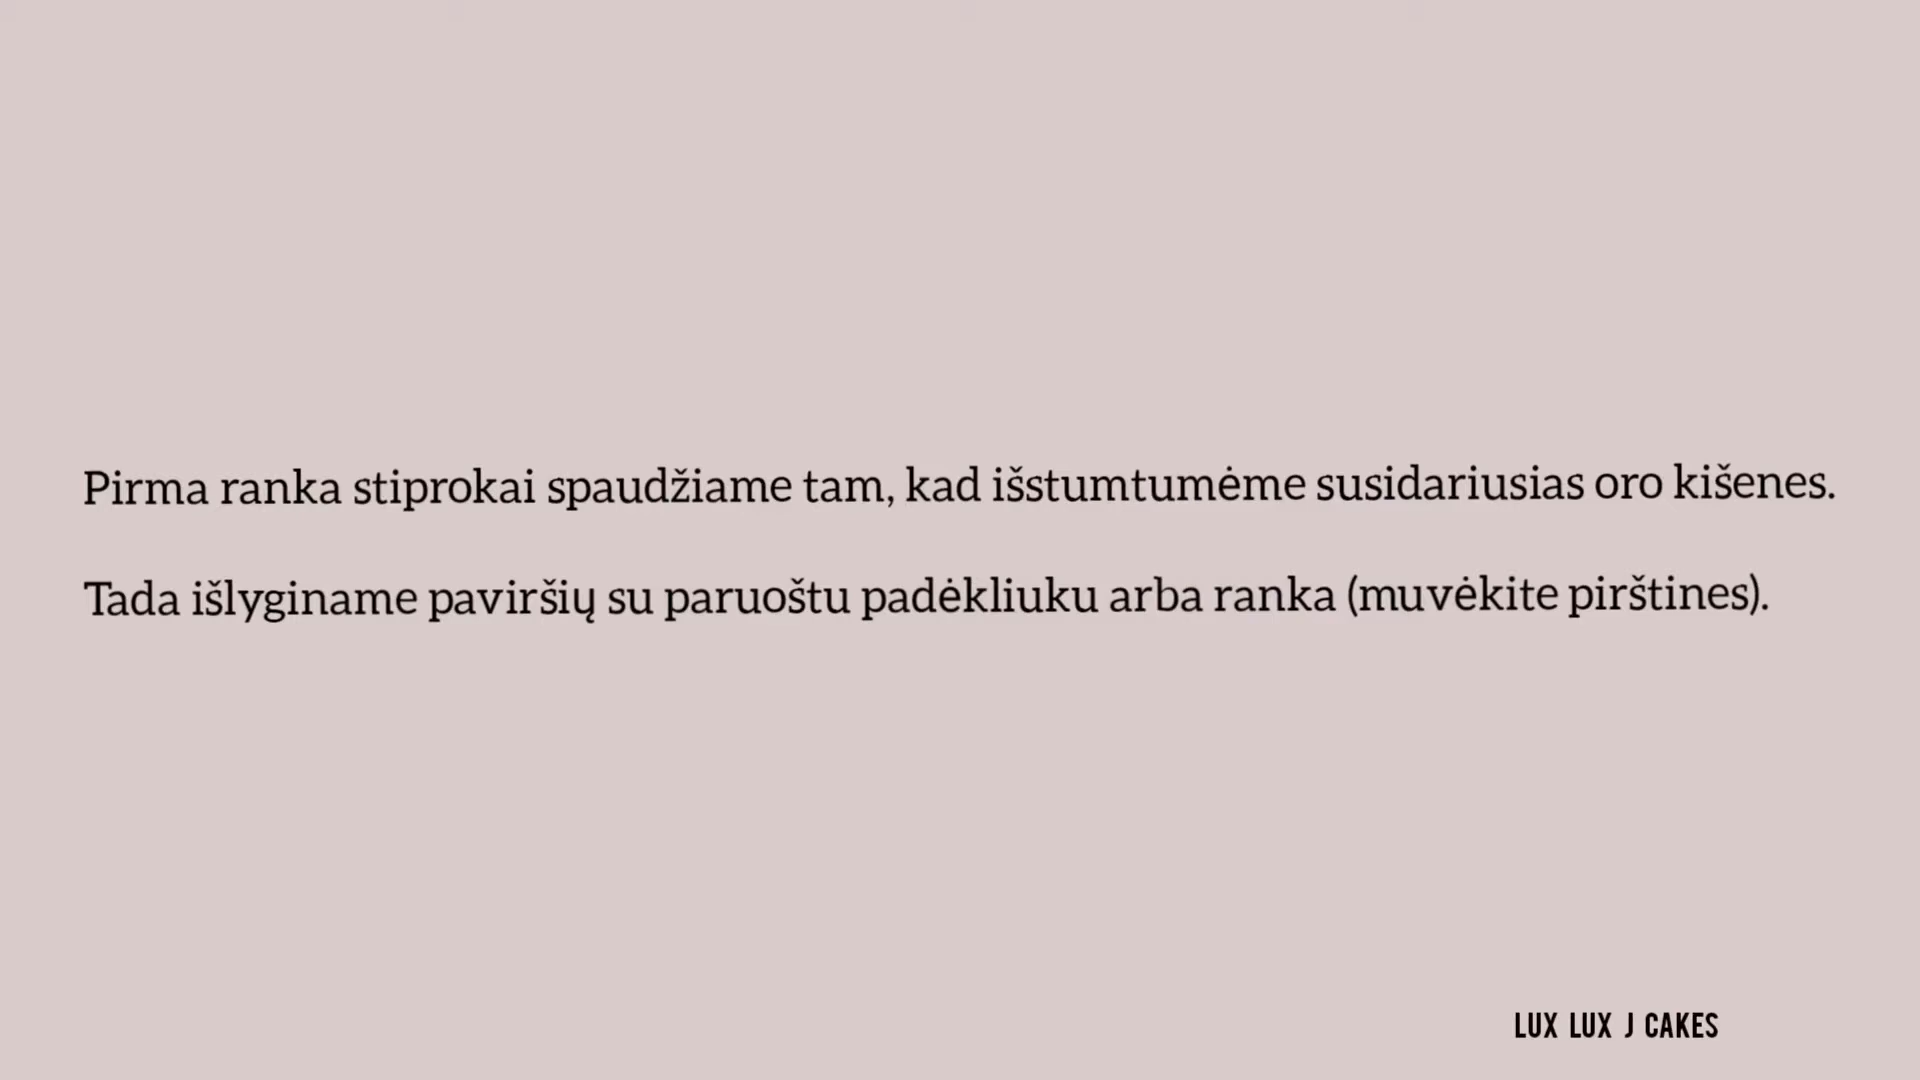 Pirma ranka stiprokai spaudžiame tam, kad išstumtumėme susidariusias oro kišenes.
Tada išlyginame paviršių su paruoštu padėkliuku arba ranka (muvėkite pirštines).
LUX LUX J CAKES